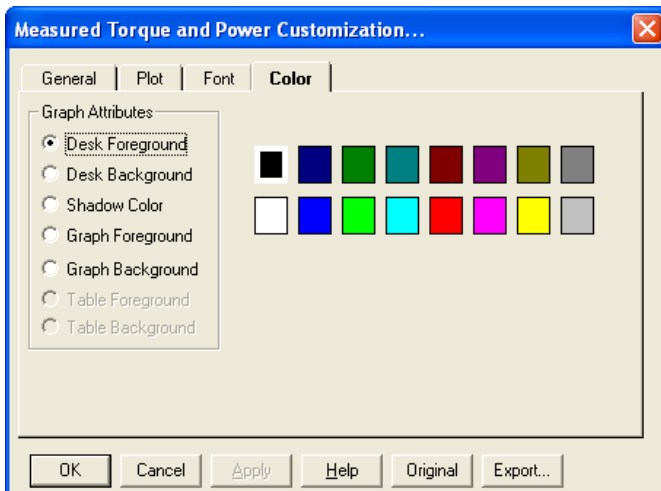 Measured Torque and Power Customization...
General Plot Font Color
Graph Attributes
Desk Foreground
Desk Background
Shadow Color
Graph Foreground
Graph Background
Table Foreground
Table Background
OK Cancel Apply Help Original Export...